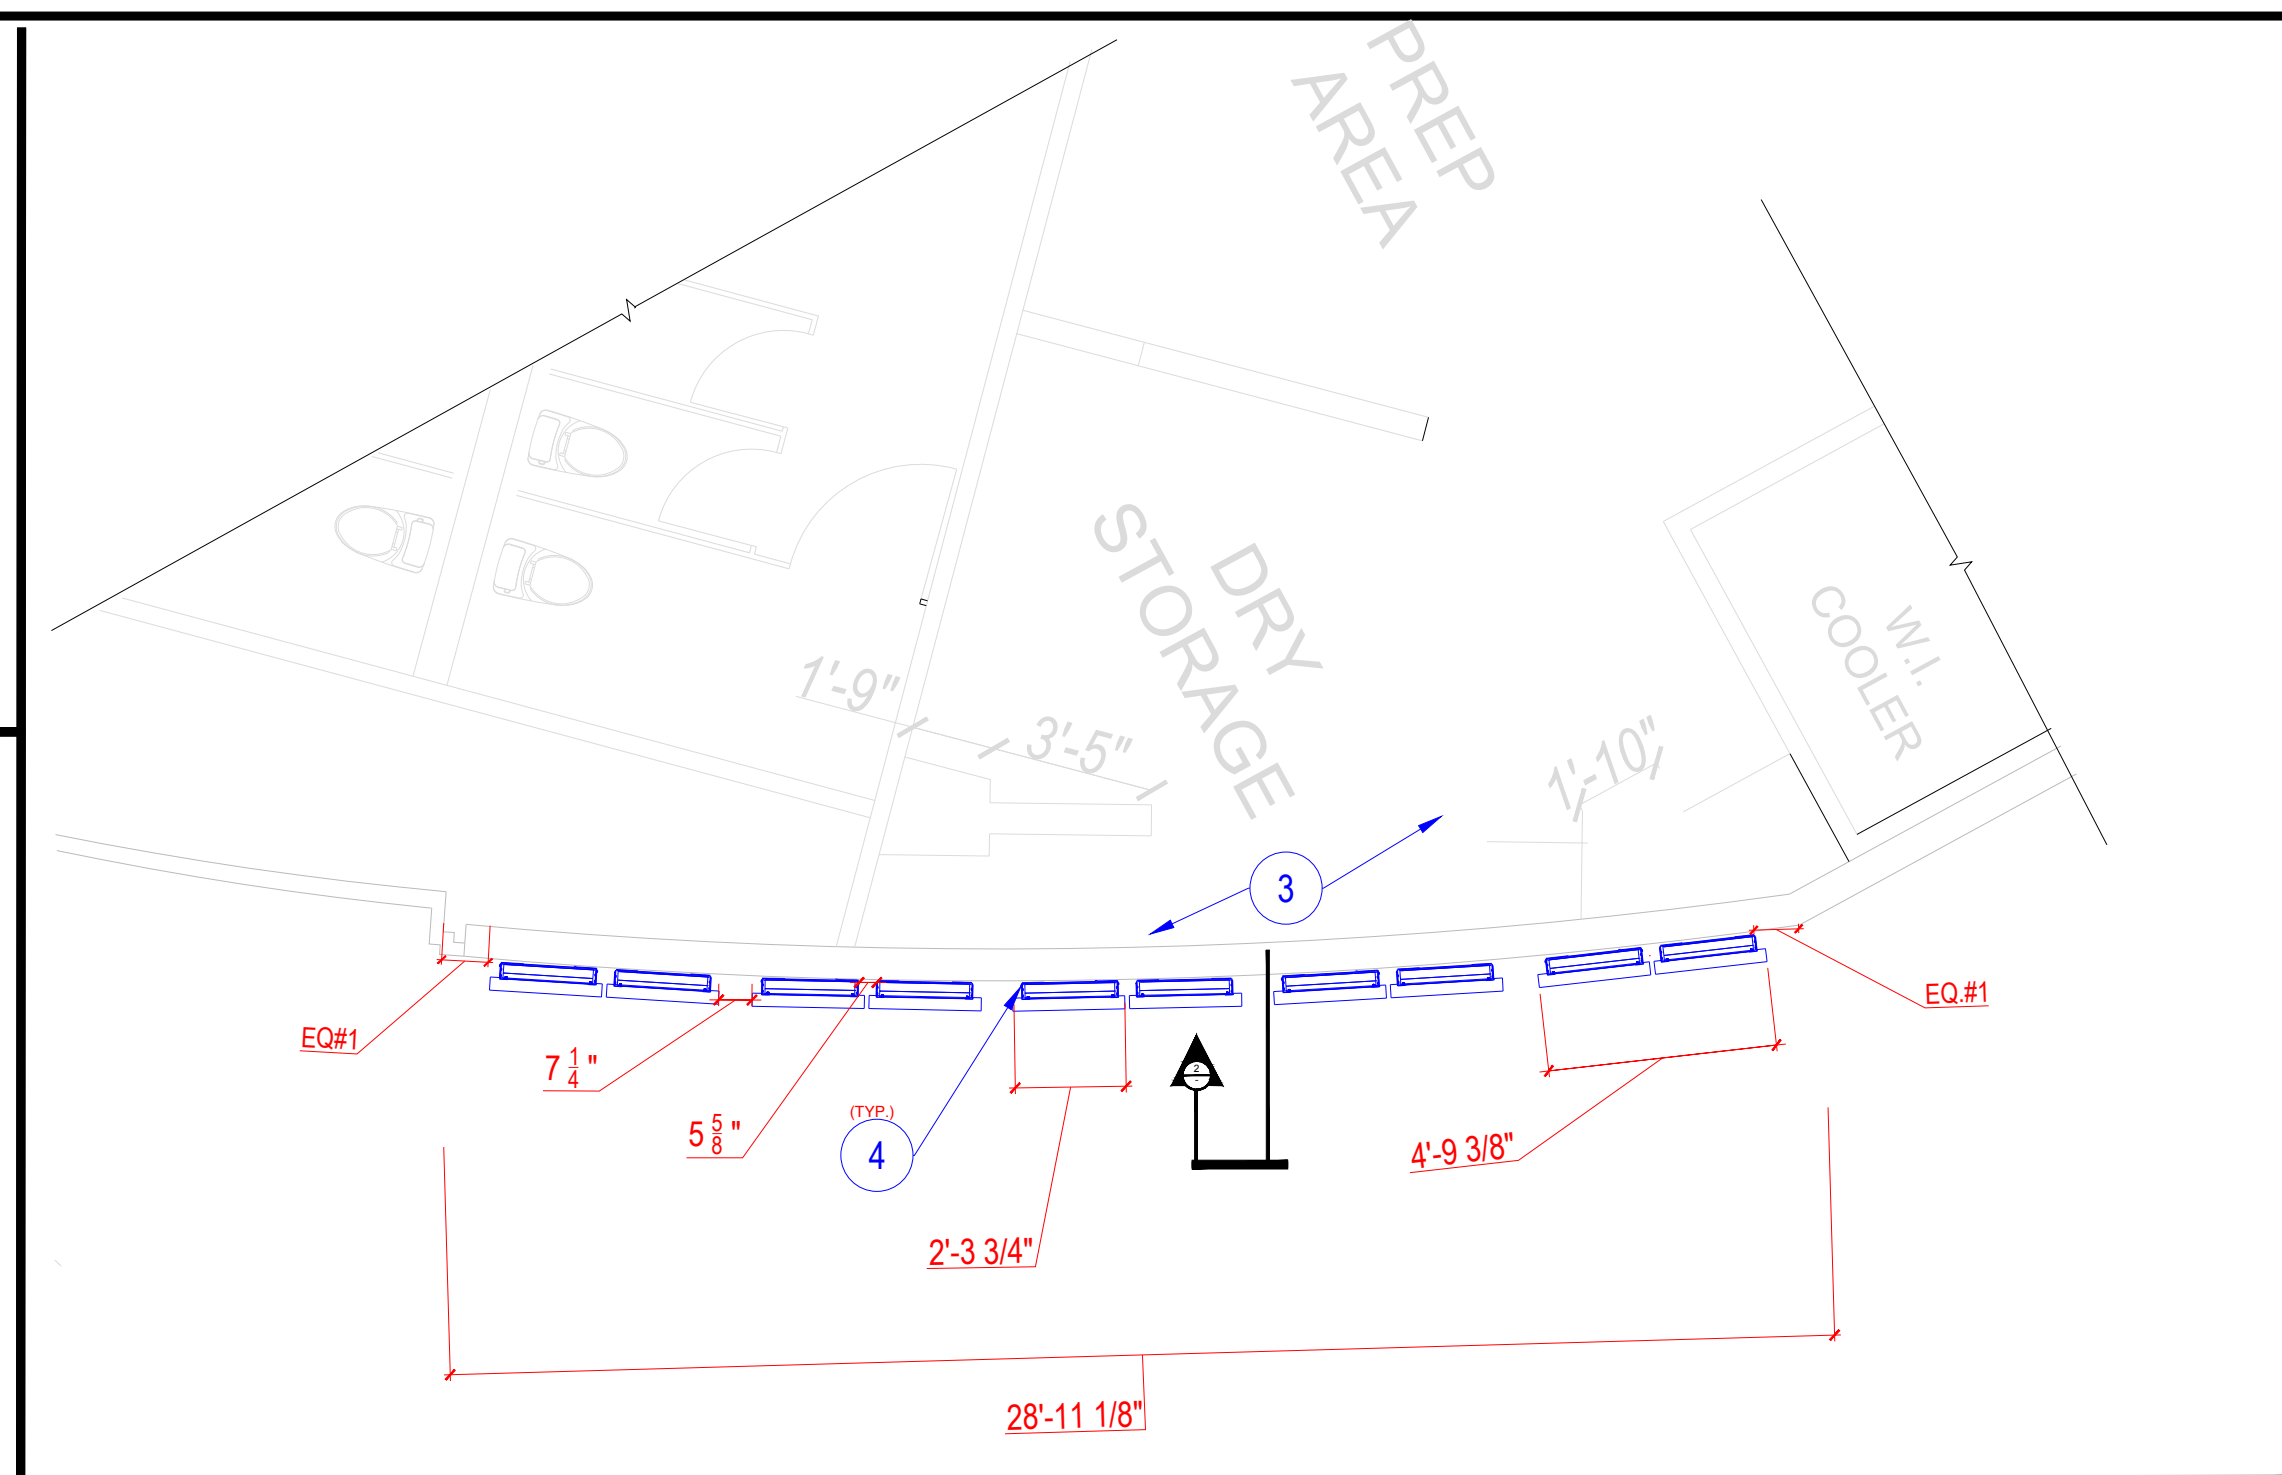 PREP
AREA
DRY
STORAGE
W.I.
COOLER
1'-9"
3'-5"
1'-10"
3
EQ#1
EQ.#1
7 1/4 "
5 5/8 "
(TYP.)
4
2
-
4'-9 3/8"
2'-3 3/4"
28'-11 1/8"